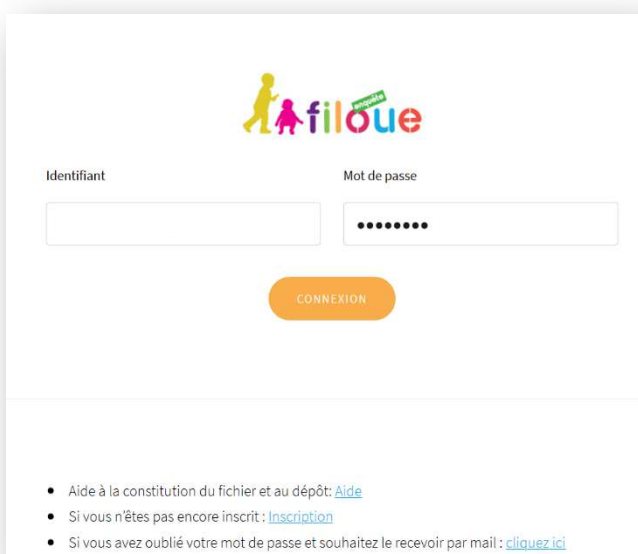 enquête
filoue
Identifiant Mot de passe
••••••••
CONNEXION
• Aide à la constitution du fichier et au dépôt: Aide
• Si vous n'êtes pas encore inscrit : Inscription
• Si vous avez oublié votre mot de passe et souhaitez le recevoir par mail : cliquez ici